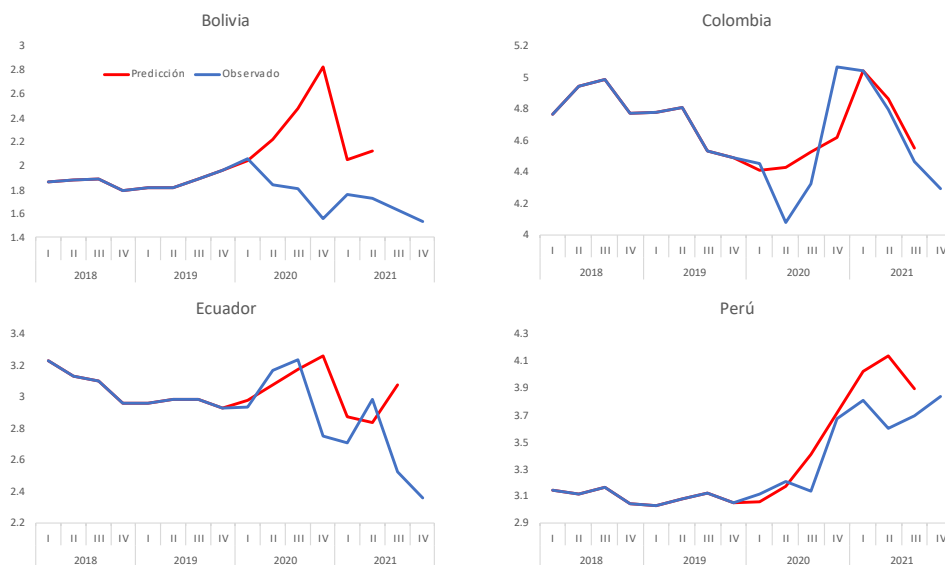 Bolivia
3
2.8
2.6
2.4
2.2
2
1.8
1.6
1.4
Predicción Observado
I II III IV I II III IV I II III IV I II III IV
2018 2019 2020 2021
Colombia
5.2
5
4.8
4.6
4.4
4.2
4
I II III IV I II III IV I II III IV I II III IV
2018 2019 2020 2021
Ecuador
3.4
3.2
3
2.8
2.6
2.4
2.2
I II III IV I II III IV I II III IV I II III IV
2018 2019 2020 2021
Perú
4.3
4.1
3.9
3.7
3.5
3.3
3.1
2.9
I II III IV I II III IV I II III IV I II III IV
2018 2019 2020 2021